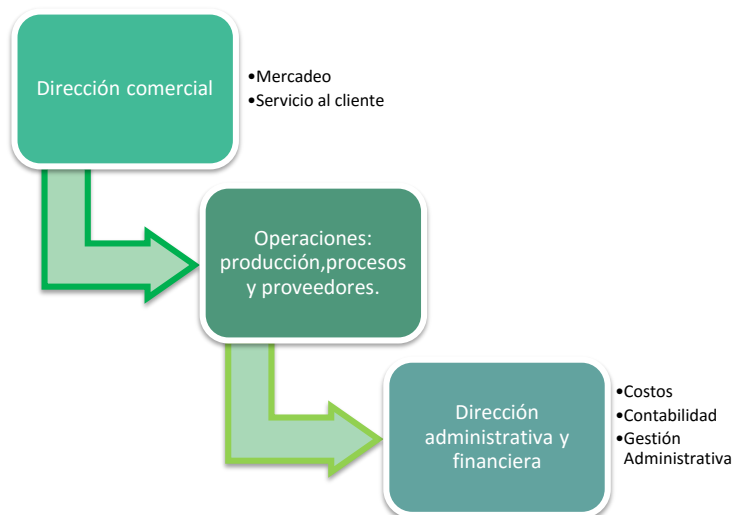 Dirección comercial
•Mercadeo
•Servicio al cliente
Operaciones:
producción,procesos
y proveedores.
Dirección
administrativa y
financiera
•Costos
•Contabilidad
•Gestión
Administrativa